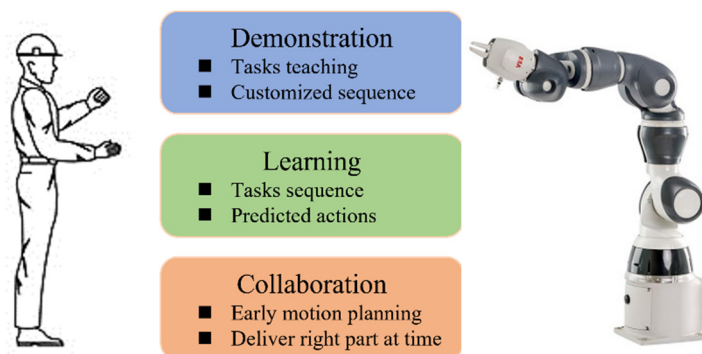 Demonstration
■ Tasks teaching
■ Customized sequence
Learning
■ Tasks sequence
■ Predicted actions
Collaboration
■ Early motion planning
■ Deliver right part at time